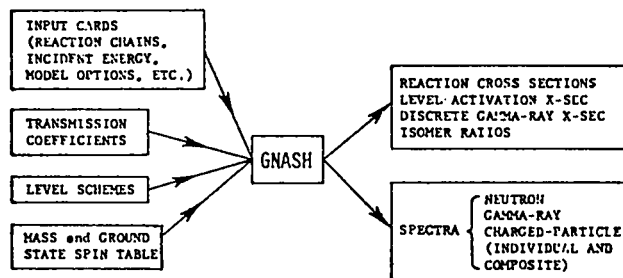 INPUT CARDS
(REACTION CHAINS,
INCIDENT ENERGY,
MODEL OPTIONS, ETC.)
TRANSMISSION
COEFFICIENTS
LEVEL SCHEMES
MASS and GROUND
STATE SPIN TABLE
GNASH
REACTION CROSS SECTIONS
LEVEL ACTIVATION X-SEC
DISCRETE GAMMA-RAY X-SEC
ISOMER RATIOS
SPECTRA
NEUTRON
GAMMA-RAY
CHARGED-PARTICLE
(INDIVIDUAL AND
COMPOSITE)